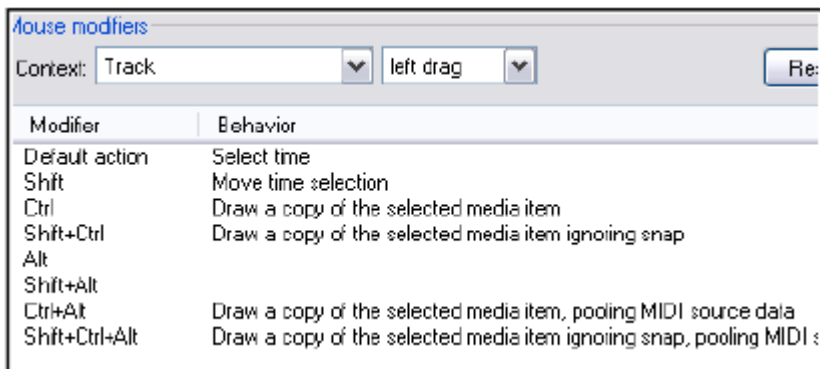 Mouse modifiers
Context: Track left drag
Modifier Behavior
Default action Select time
Shift Move time selection
Ctrl Draw a copy of the selected media item
Shift+Ctrl Draw a copy of the selected media item ignoring snap
Alt
Shift+Alt
Ctrl+Alt Draw a copy of the selected media item, pooling MIDI source data
Shift+Ctrl+Alt Draw a copy of the selected media item ignoring snap, pooling MIDI